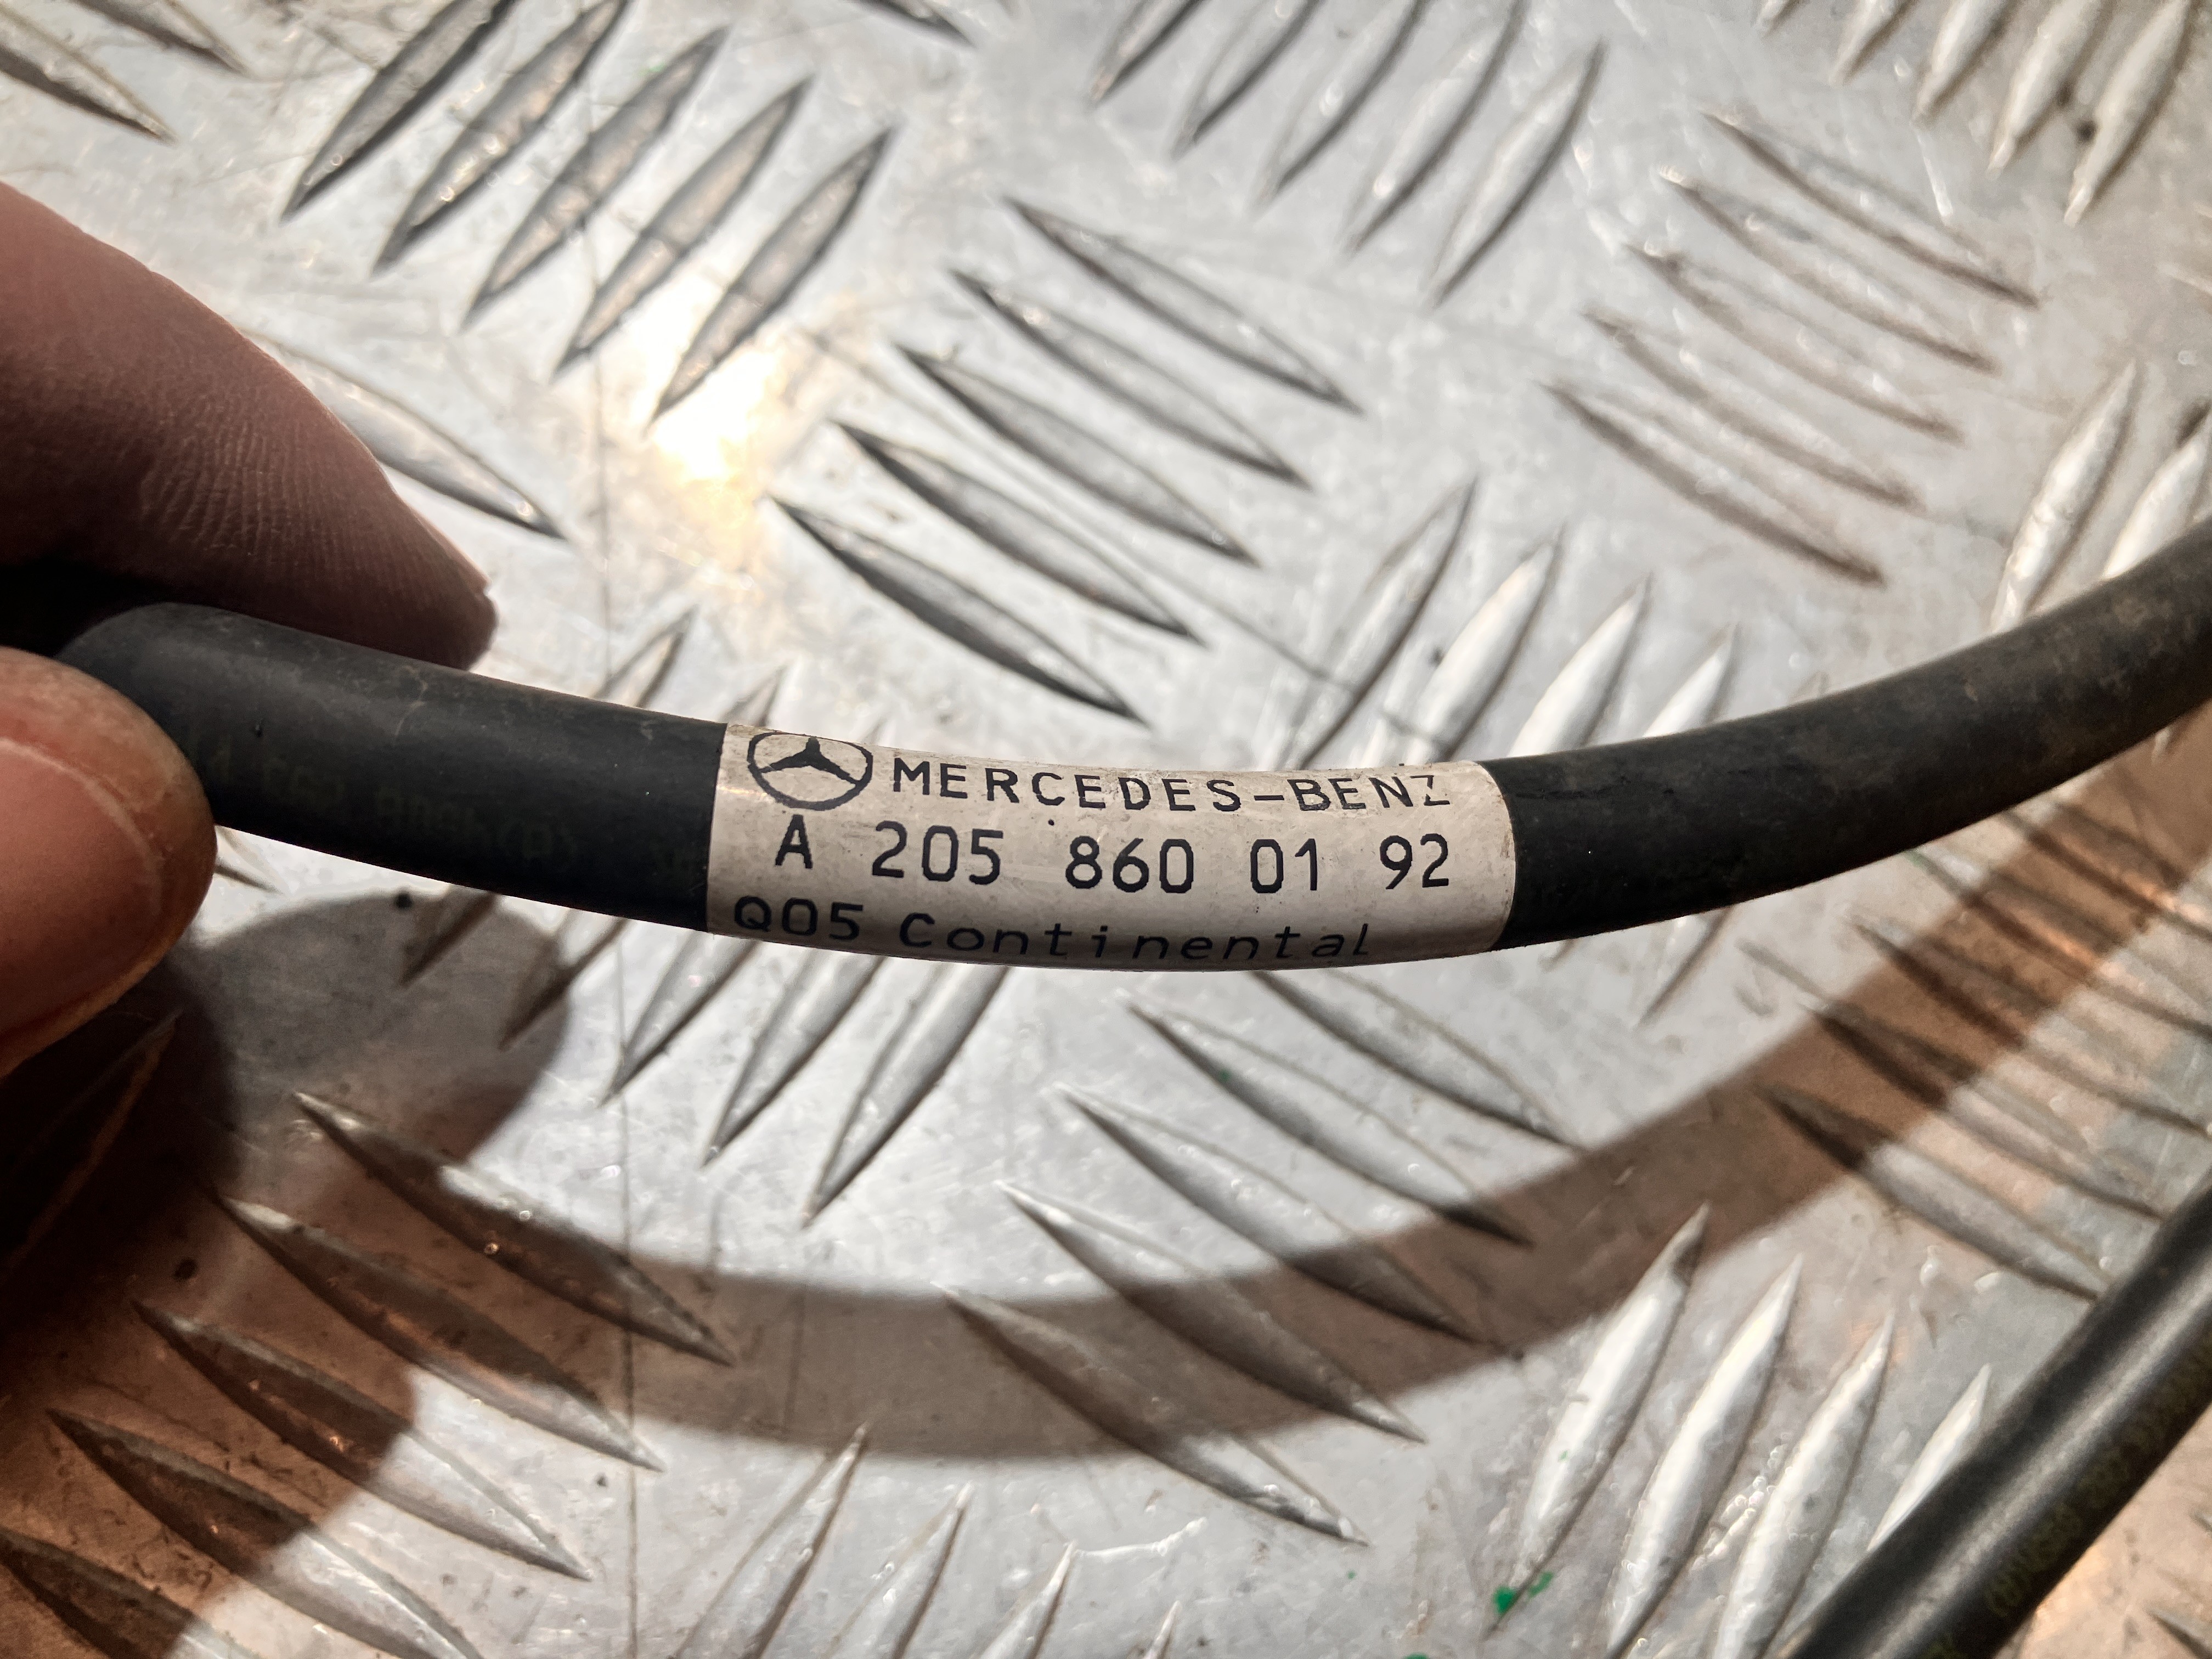 MERCEDES-BENZ
A 205 860 01 92
Q05 Continental